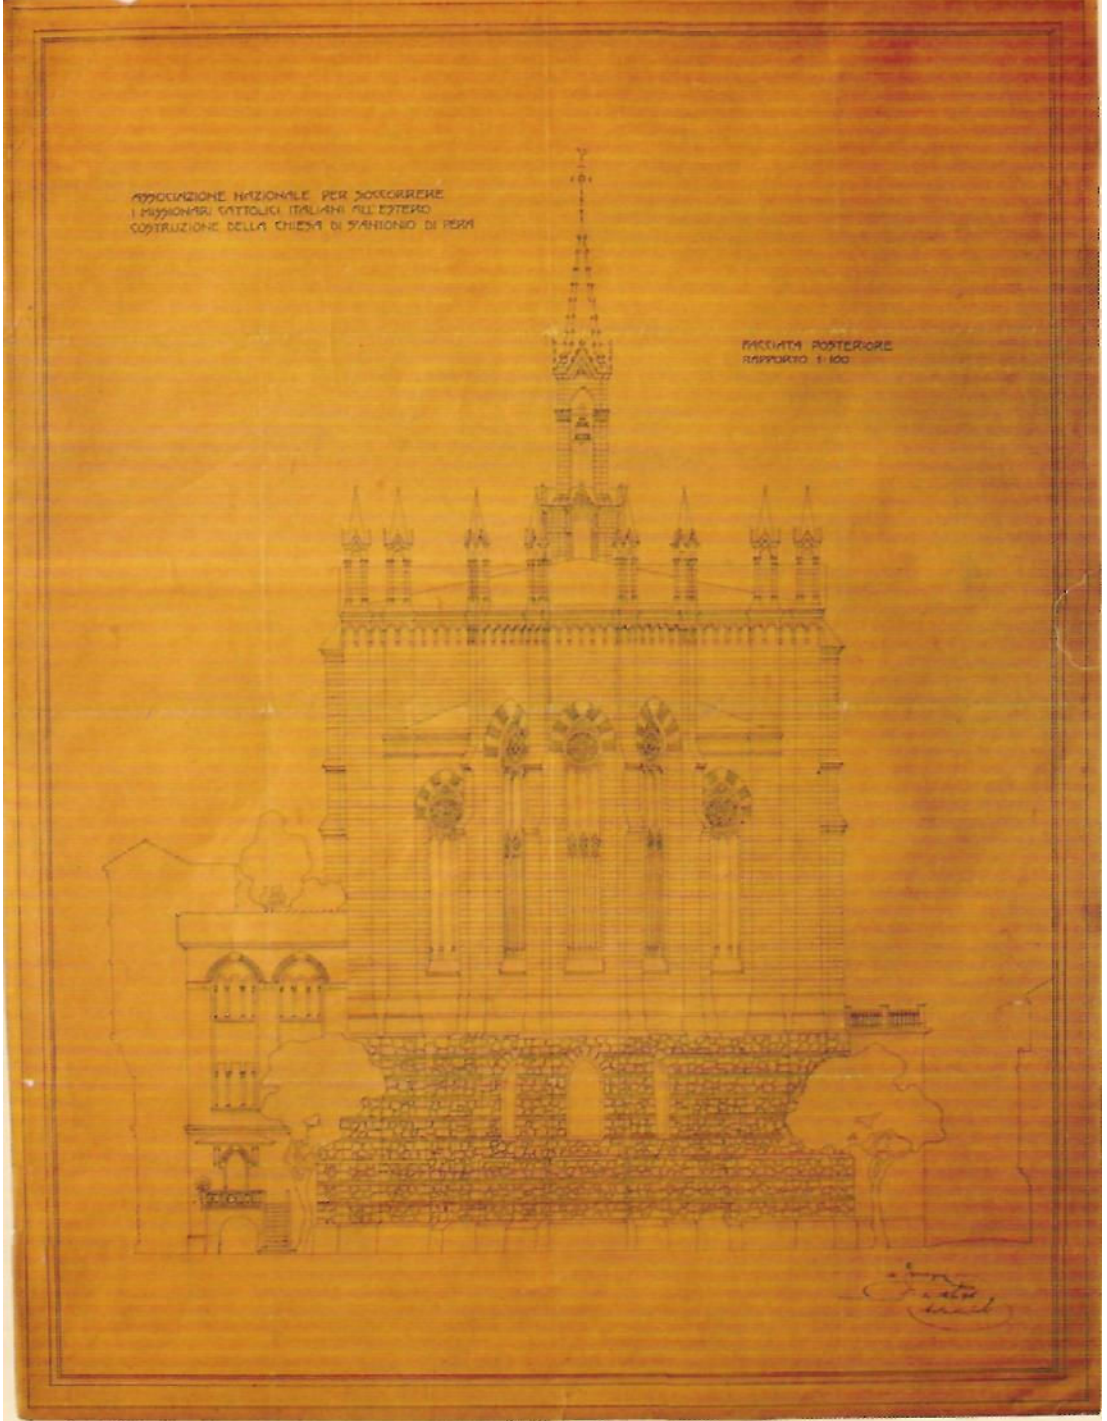 ASSOCIAZIONE NAZIONALE PER SOCCORRERE
I MISSIONARI CATTOLICI ITALIANI ALL'ESTERO
COSTRUZIONE DELLA CHIESA DI S'ANTONIO DI PERA
FACCIATA POSTERIORE
RAPPORTO 1:100